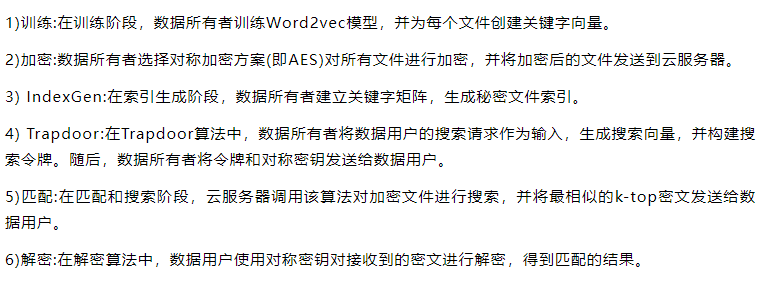 1)训练:在训练阶段，数据所有者训练Word2vec模型，并为每个文件创建关键字向量。
2)加密:数据所有者选择对称加密方案(即AES)对所有文件进行加密，并将加密后的文件发送到云服务器。
3) IndexGen:在索引生成阶段，数据所有者建立关键字矩阵，生成秘密文件索引。
4) Trapdoor:在Trapdoor算法中，数据所有者将数据用户的搜索请求作为输入，生成搜索向量，并构建搜
索令牌。随后，数据所有者将令牌和对称密钥发送给数据用户。
5)匹配:在匹配和搜索阶段，云服务器调用该算法对加密文件进行搜索，并将最相似的k-top密文发送给数
据用户。
6)解密:在解密算法中，数据用户使用对称密钥对接收到的密文进行解密，得到匹配的结果。